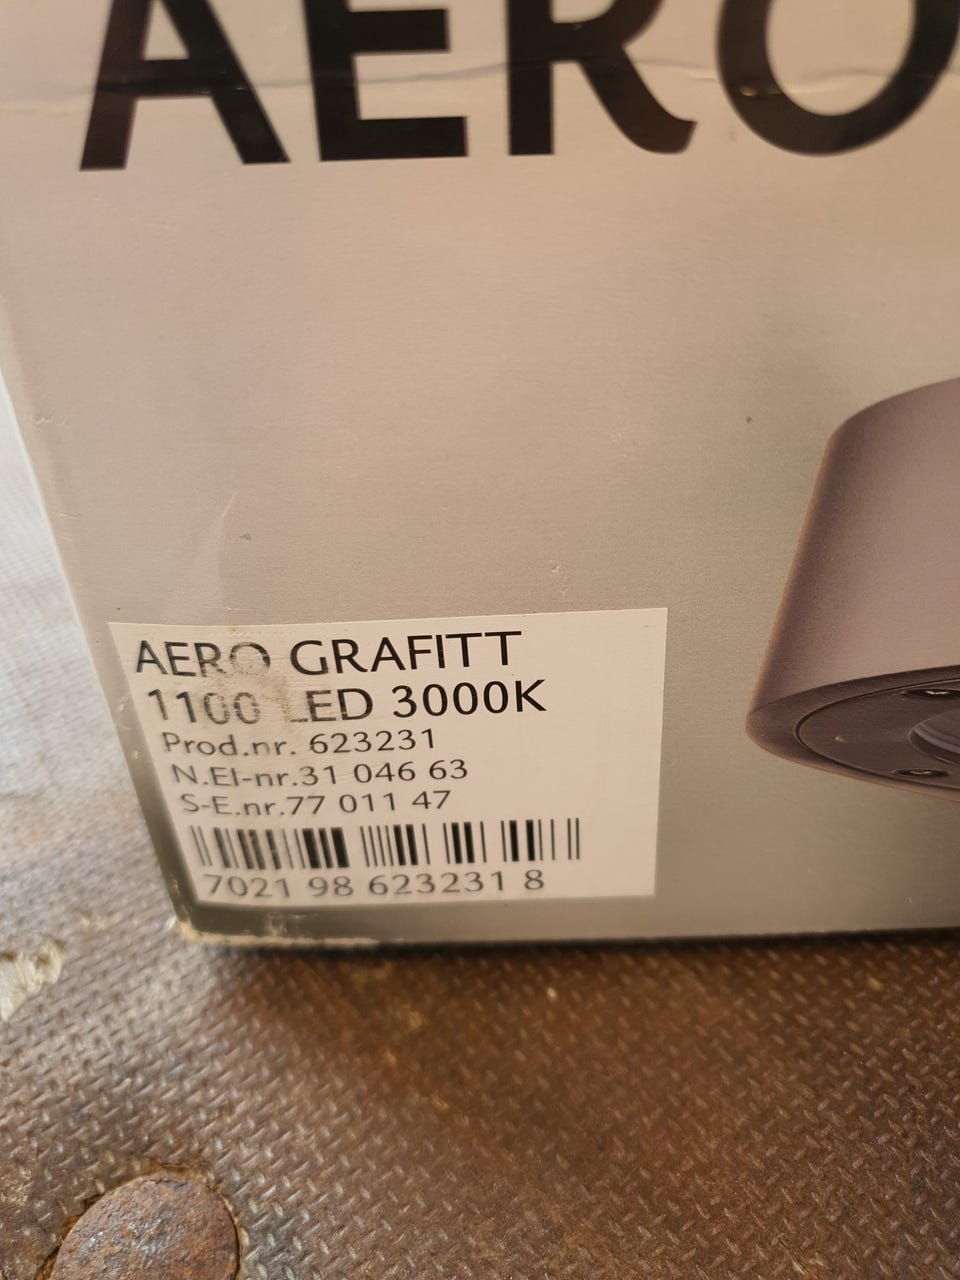 AERO
AERO GRAFITT
1100 LED 3000K
Prod.nr. 623231
N.El-nr.31 046 63
S-E.nr.77 011 47
7021 98 623231 8